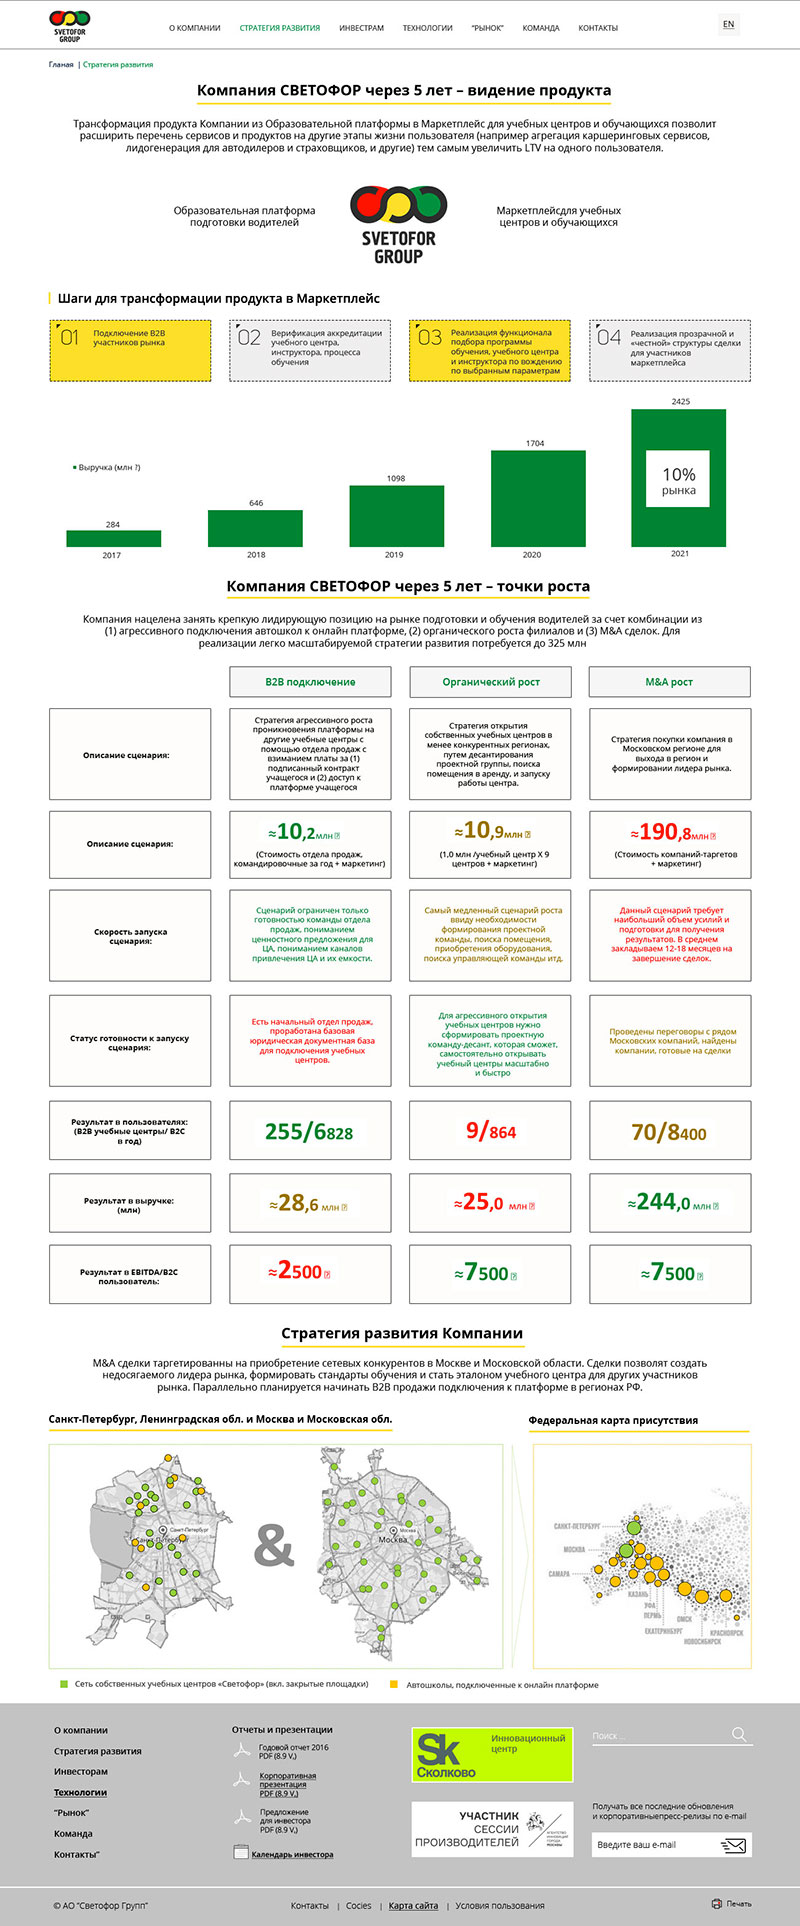 SVETOFOR
GROUP
О КОМПАНИИ
СТРАТЕГИЯ РАЗВИТИЯ
ИНВЕСТРАМ
ТЕХНОЛОГИИ
“РЫНОК”
КОМАНДА
КОНТАКТЫ
EN
Гланая | Стратегия развития
Компания СВЕТОФОР через 5 лет – видение продукта
Трансформация продукта Компании из Образовательной платформы в Маркетплейс для учебных центров и обучающихся позволит
расширить перечень сервисов и продуктов на другие этапы жизни пользователя (например агрегация каршеринговых сервисов,
лидогенерация для автодилеров и страховщиков, и другие) тем самым увеличить LTV на одного пользователя.
Образовательная платформа
подготовки водителей
SVETOFOR
GROUP
Маркетплейсдля учебных
центров и обучающихся
Шаги для трансформации продукта в Маркетплейс
01
Подключение B2B
участников рынка
02
Верификация аккредитации
учебного центра,
инструктора, процесса
обучения
03
Реализация функционала
подбора программы
обучения, учебного центра
и инструктора по вождению
по выбранным параметрам
04
Реализация прозрачной и
«честной» структуры сделки
для участников
маркетплейса
Выручка (млн ?)
284
2017
646
2018
1098
2019
1704
2020
2425
10%
рынка
2021
Компания СВЕТОФОР через 5 лет – точки роста
Компания нацелена занять крепкую лидирующую позицию на рынке подготовки и обучения водителей за счет комбинации из
(1) агрессивного подключения автошкол к онлайн платформе, (2) органического роста филиалов и (3) M&A сделок. Для
реализации легко масштабируемой стратегии развития потребуется до 325 млн
B2B подключение
Органический рост
M&A рост
Описание сценария:
Стратегия агрессивного роста
проникновения платформы на
другие учебные центры с
помощью отдела продаж с
взиманием платы за (1)
подписанный контракт
учащегося и (2) доступ к
платформе учащегося
Стратегия открытия
собственных учебных центров в
менее конкурентных регионах,
путем десантирования
проектной группы, поиска
помещения в аренду, и запуску
работы центра.
Стратегия покупки компании в
Московском регионе для
выхода в регион и
формировании лидера рынка.
Описание сценария:
≈10,2млн
(Стоимость отдела продаж,
командировочные за год + маркетинг)
≈10,9млн
(1.0 млн /учебный центр X 9
центров + маркетинг)
≈190,8млн
(Стоимость компаний-таргетов
+ маркетинг)
Скорость запуска
сценария:
Сценарий ограничен только
готовностью команды отдела
продаж, пониманием
ценностного предложения для
ЦА, пониманием каналов
привлечения ЦА и их емкости.
Самый медленный сценарий роста
ввиду необходимости
формирования проектной
команды, поиска помещения,
приобретения оборудования,
поиска управляющей команды итд.
Данный сценарий требует
наибольший объем усилий и
подготовки для получения
результатов. В среднем
закладываем 12-18 месяцев на
завершение сделок.
Статус готовности к запуску
сценария:
Есть начальный отдел продаж,
проработана базовая
юридическая документная база
для подключения учебных
центров.
Для агрессивного открытия
учебных центров нужно
сформировать проектную
команду-десант, которая сможет,
самостоятельно открывать
учебный центры масштабно
и быстро
Проведены переговоры с рядом
Московских компаний, найдены
компании, готовые на сделки
Результат в пользователях:
(B2B учебные центры/ B2C
в год)
255/6828
9/864
70/8400
Результат в выручке:
(млн)
≈28,6 млн
≈25,0 млн
≈244,0 млн
Результат в EBITDA/B2C
пользователь:
≈2500
≈7500
≈7500
Стратегия развития Компании
M&A сделки таргетированны на приобретение сетевых конкурентов в Москве и Московской области. Сделки позволят создать
недосягаемого лидера рынка, формировать стандарты обучения и стать эталоном учебного центра для других участников
рынка. Параллельно планируется начинать B2B продажи подключения к платформе в регионах РФ.
Санкт-Петербург, Ленинградская обл. и Москва и Московская обл.
Федеральная карта присутствия
Санкт-Петербург
Санкт-Петербург
&
Москва
Москва
САНКТ-ПЕТЕРБУРГ
МОСКВА
САМАРА
КАЗАНЬ
УФА
ПЕРМЬ
ЕКАТЕРИНБУРГ
ОМСК
НОВОСИБИРСК
КРАСНОЯРСК
Сеть собственных учебных центров «Светофор» (вкл. закрытые площадки)
Автошколы, подключенные к онлайн платформе
О компании
Стратегия развития
Инвесторам
Технологии
“Рынок”
Команда
Контакты”
Отчеты и презентации
Годовой отчет 2016
PDF (8.9 V,)
Корпоративная
презентация
PDF (8.9 V,)
Предложение
для инвестора
PDF (8.9 V,)
Календарь инвестора
Sk
Сколково
Инновационный
центр
УЧАСТНИК
СЕССИИ
ПРОИЗВОДИТЕЛЕЙ
АГЕНТСТВО
ИННОВАЦИЙ
ГОРОДА
МОСКВЫ
Поиск ...
Получать все последние обновления
и корпоративныепресс-релизы по e-mail
Введите ваш e-mail
© АО “Светофор Групп”
Контакты | Cocies | Карта сайта | Условия пользования
Печать